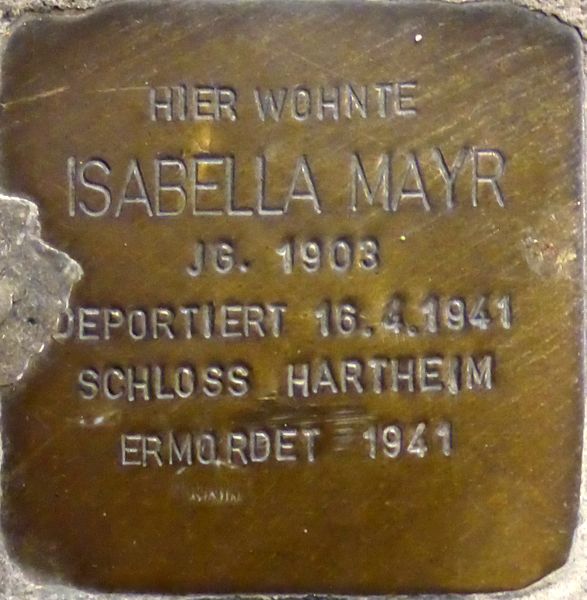 HIER WOHNTE
ISABELLA MAYR
JG. 1903
DEPORTIERT 16.4.1941
SCHLOSS HARTHEIM
ERMORDET 1941